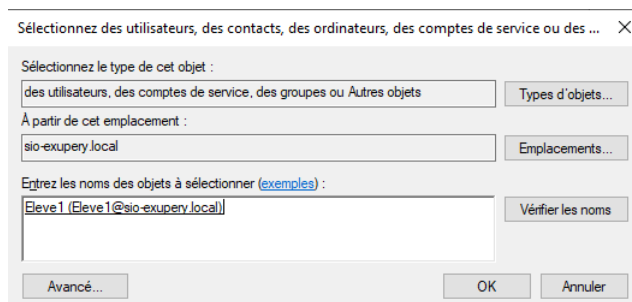 Sélectionnez des utilisateurs, des contacts, des ordinateurs, des comptes de service ou des ...
Sélectionnez le type de cet objet :
des utilisateurs, des comptes de service, des groupes ou Autres objets
Types d'objets...
À partir de cet emplacement :
sio-exupery.local
Emplacements...
Entrez les noms des objets à sélectionner (exemples) :
Eleve1 (Eleve1@sio-exupery.local)
Vérifier les noms
Avancé...
OK
Annuler